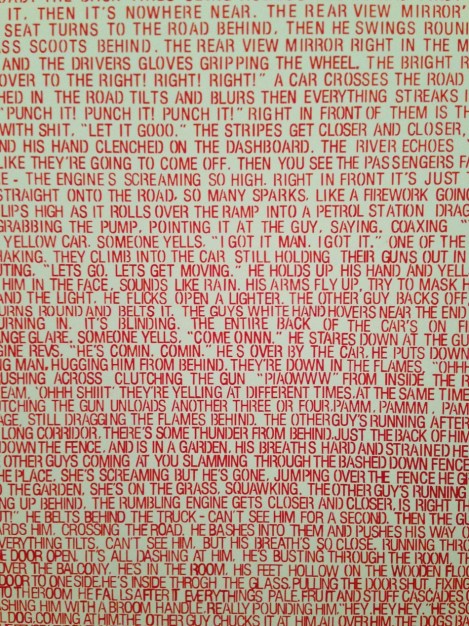 IT. THEN IT'S NOWHERE NEAR. THE REAR VIEW MIRROR
SEAT TURNS TO THE ROAD BEHIND. THEN HE SWINGS ROUN
ASS SCOOTS BEHIND. THE REAR VIEW MIRROR RIGHT IN THE M
AND THE DRIVERS GLOVES GRIPPING THE WHEEL. THE BRIGHT R
OVER TO THE RIGHT! RIGHT! RIGHT!" A CAR CROSSES THE ROAD
HED IN THE ROAD TILTS AND BLURS THEN EVERYTHING STREAKS I
"PUNCH IT! PUNCH IT! PUNCH IT!" RIGHT IN FRONT OF THEM IS TH
WITH SHIT. "LET IT GOOO." THE STRIPES GET CLOSER AND CLOSER.
ND HIS HAND CLENCHED ON THE DASHBOARD. THE RIVER ECHOES
LIKE THEY'RE GOING TO COME OFF. THEN YOU SEE THE PASSENGERS FA
E - THE ENGINES SCREAMING SO HIGH. RIGHT IN FRONT IT'S JUST
STRAIGHT ONTO THE ROAD. SO MANY SPARKS, LIKE A FIREWORK GOING
LIPS HIGH AS IT ROLLS OVER THE RAMP INTO A PETROL STATION DRAG
GRABBING THE PUMP, POINTING IT AT THE GUY, SAYING, COAXING "
YELLOW CAR. SOMEONE YELLS, "I GOT IT MAN. I GOT IT." ONE OF THE
HAKING. THEY CLIMB INTO THE CAR STILL HOLDING THEIR GUNS OUT IN
UTING. "LETS GO. LETS GET MOVING." HE HOLDS UP HIS HAND AND YELL
HIM IN THE FACE. SOUNDS LIKE RAIN. HIS ARMS FLY UP, TRY TO MASK H
AND THE LIGHT. HE FLICKS OPEN A LIGHTER. THE OTHER GUY BACKS OFF
URNS ROUND AND BELTS IT. THE GUYS WHITE HAND HOVERS NEAR THE END
URNING IN. IT'S BLINDING. THE ENTIRE BACK OF THE CAR'S ON
NGE GLARE. SOMEONE YELLS, "COME ONNN." HE STARES DOWN AT THE GU
GINE REVS. "HE'S COMIN, COMIN." HE'S OVER BY THE CAR. HE PUTS DOWN
NG MAN, HUGGING HIM FROM BEHIND. THEY'RE DOWN IN THE FLAMES. "OHH
USHING ACROSS CLUTCHING THE GUN "PIAOWWW" FROM INSIDE THE
EAM. "OHHH SHIIIT" THEY'RE YELLING AT DIFFERENT TIMES, AT THE SAME TIME
TCHING THE GUN UNLOADS ANOTHER THREE OR FOUR. PAMM, PAMMM, PAM
AGE. STILL DRAGGING THE FLAMES BEHIND. THE OTHER GUY'S RUNNING AFTER
LONG CORRIDOR. THERE'S SOME THUNDER FROM BEHIND. JUST THE BACK OF HIM
DOWN THE FENCE, AND IS IN A GARDEN, HIS BREATH'S HARD AND STRAINED HE
OTHER GUYS COMING AT YOU SLAMMING THROUGH THE BASHED DOWN FENCE
HE PLACE. SHE'S SCREAMING BUT HE'S GONE, JUMPING OVER THE FENCE HE G
O THE GARDEN. SHE'S ON THE GRASS, SQUAWKING. THE OTHER GUY'S RUNNING
NG UP BEHIND. THE RUMBLING ENGINE GETS CLOSER AND CLOSER, IS RIGHT
T" HE BELTS BEHIND THE TRUCK - CAN'T SEE HIM FOR A SECOND. THEN THE G
ARDS HIM. CROSSING THE ROAD. HE BASHES INTO THEM AND PUSHES HIS WAY O
EVERYTHING TILTS. CAN'T SEE HIM. BUT HIS BREATHS SO CLOSE. RUNNING THRO
E DOOR OPEN. IT'S ALL DASHING AT HIM. HE'S BUSTING THROUGH THE ROOM,
OVER THE BALCONY. HE'S IN THE ROOM, HIS FEET HOLLOW ON THE WOODEN FLO
DOOR TO ONE SIDE. HE'S INSIDE THROGH THE GLASS, PULLING THE DOOR SHUT, FIXING
THE ROOM HE FALLS AFTER IT EVERYTHINGS PALE. FRUIT AND STUFF CASCADING,
ASHING HIM WITH A BROOM HANDLE. REALLY POUNDING HIM. "HEY, HEY, HEY." HE'S S
DOG. COMING AT HIM. THE OTHER GUY CHUCKS AT HIM. ALL OVER HIM. THE DOGS BA